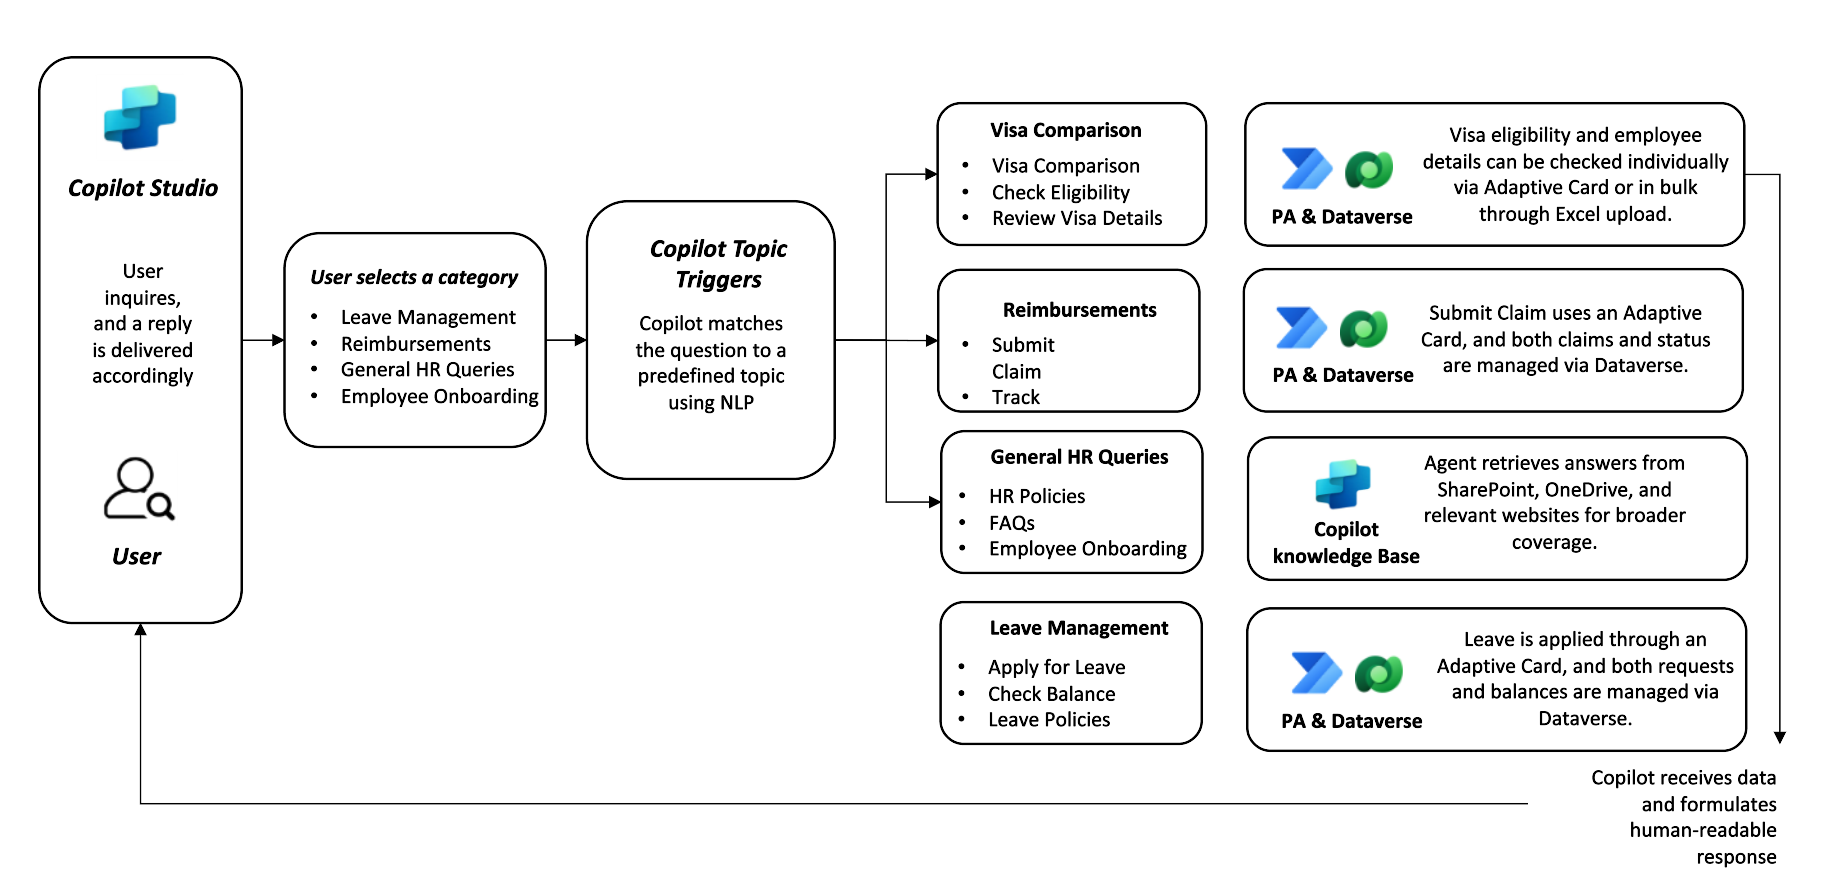 Copilot Studio
User
inquires,
and a reply
is delivered
accordingly
User
User selects a category
• Leave Management
• Reimbursements
• General HR Queries
• Employee Onboarding
Copilot Topic
Triggers
Copilot matches
the question to a
predefined topic
using NLP
Visa Comparison
• Visa Comparison
• Check Eligibility
• Review Visa Details
PA & Dataverse
Visa eligibility and employee
details can be checked individually
via Adaptive Card or in bulk
through Excel upload.
Reimbursements
• Submit
Claim
• Track
PA & Dataverse
Submit Claim uses an Adaptive
Card, and both claims and status
are managed via Dataverse.
General HR Queries
• HR Policies
• FAQs
• Employee Onboarding
Copilot
knowledge Base
Agent retrieves answers from
SharePoint, OneDrive, and
relevant websites for broader
coverage.
Leave Management
• Apply for Leave
• Check Balance
• Leave Policies
PA & Dataverse
Leave is applied through an
Adaptive Card, and both requests
and balances are managed via
Dataverse.
Copilot receives data
and formulates
human-readable
response